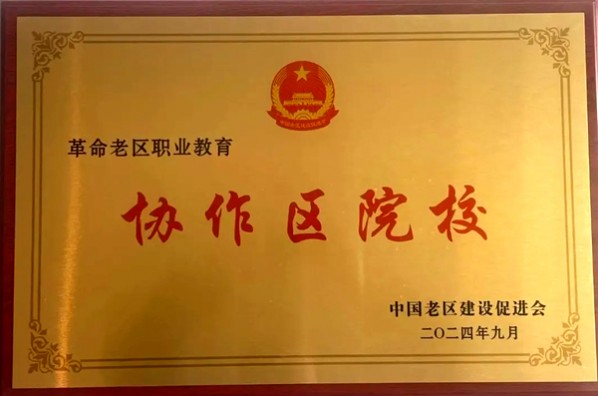 革命老区职业教育
协作区院校
中国老区建设促进会
二〇二四年九月